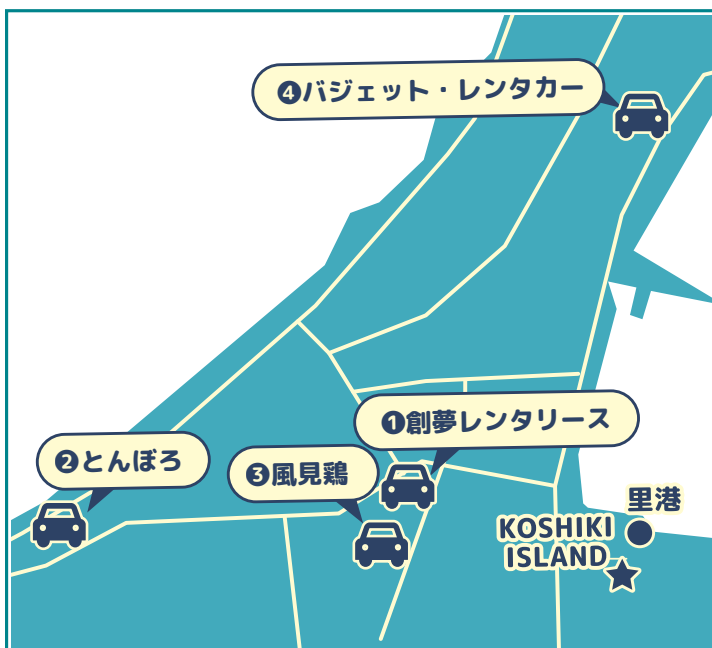 ❹バジェット・レンタカー
❶創夢レンタリース
❷とんぼろ
❸風見鶏
里港
KOSHIKI
ISLAND